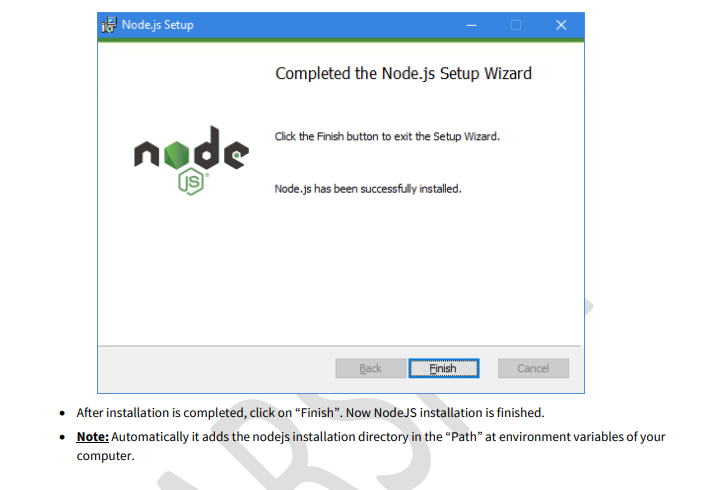 Node.js Setup
Completed the Node.js Setup Wizard
Click the Finish button to exit the Setup Wizard.
node
JS
Node.js has been successfully installed.
Back Finish Cancel
• After installation is completed, click on “Finish”. Now NodeJS installation is finished.
• Note: Automatically it adds the nodejs installation directory in the “Path” at environment variables of your
computer.